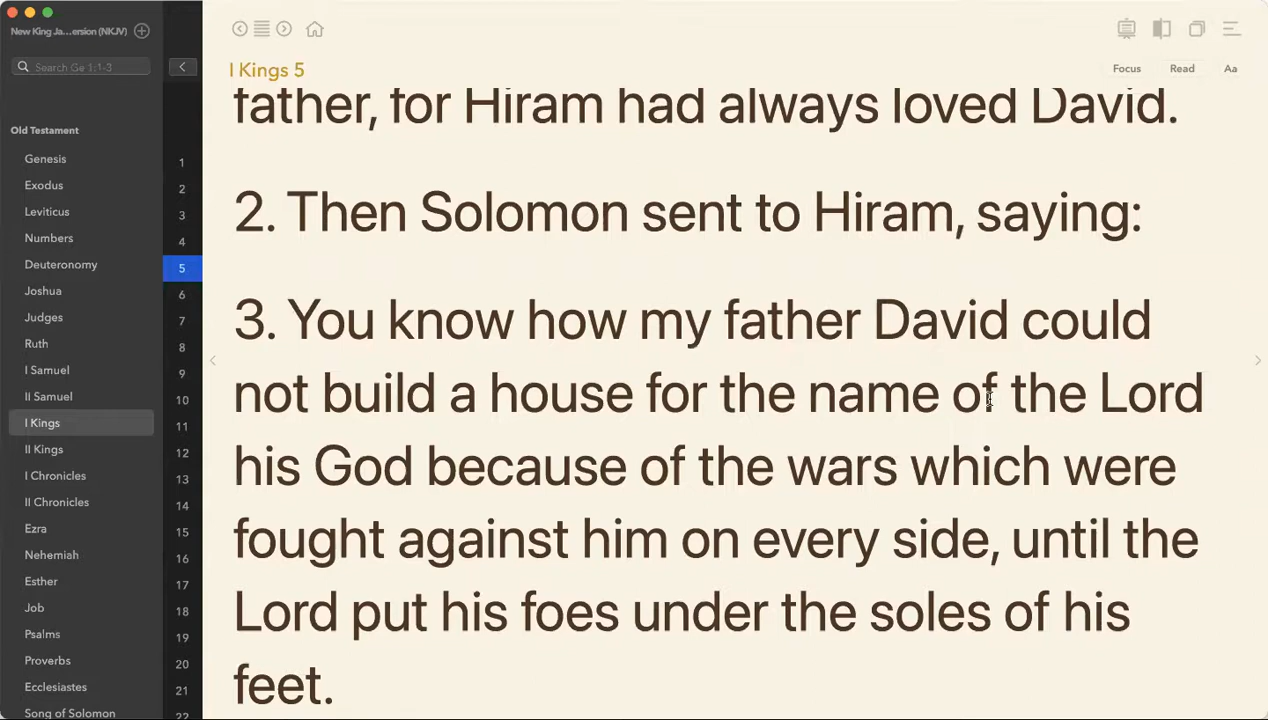 New King Ja...ersion (NKJV)
Search Ge 1:1-3
Old Testament
Genesis
Exodus
Leviticus
Numbers
Deuteronomy
Joshua
Judges
Ruth
I Samuel
II Samuel
I Kings
II Kings
I Chronicles
II Chronicles
Ezra
Nehemiah
Esther
Job
Psalms
Proverbs
Ecclesiastes
Song of Solomon
1
2
3
4
5
6
7
8
9
10
11
12
13
14
15
16
17
18
19
20
21
22
I Kings 5
Focus Read Aa
father, for Hiram had always loved David.
2. Then Solomon sent to Hiram, saying:
3. You know how my father David could
not build a house for the name of the Lord
his God because of the wars which were
fought against him on every side, until the
Lord put his foes under the soles of his
feet.